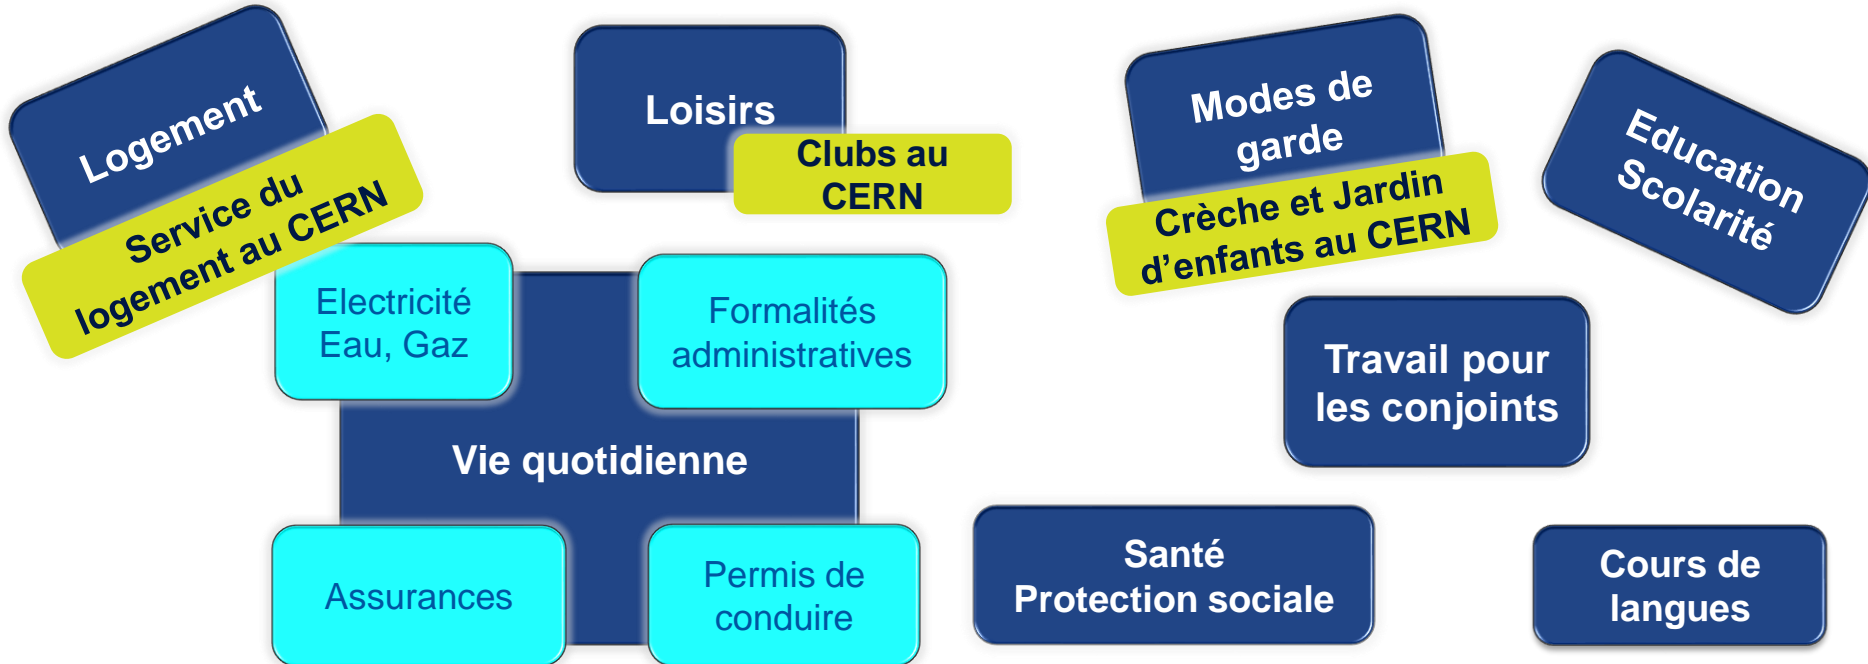 Logement
Service du
logement au CERN
Loisirs
Clubs au
CERN
Modes de
garde
Crèche et Jardin
d’enfants au CERN
Education
Scolarité
Electricité
Eau, Gaz
Formalités
administratives
Vie quotidienne
Assurances
Permis de
conduire
Travail pour
les conjoints
Santé
Protection sociale
Cours de
langues